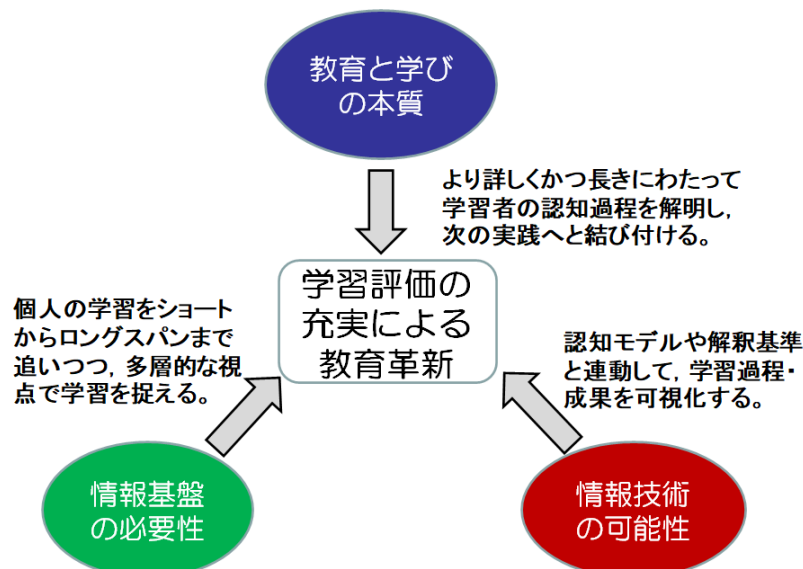 教育と学び
の本質
より詳しくかつ長きにわたって
学習者の認知過程を解明し,
次の実践へと結び付ける。
学習評価の
充実による
教育革新
個人の学習をショート
からロングスパンまで
追いつつ, 多層的な視
点で学習を捉える。
認知モデルや解釈基準
と連動して, 学習過程・
成果を可視化する。
情報基盤
の必要性
情報技術
の可能性